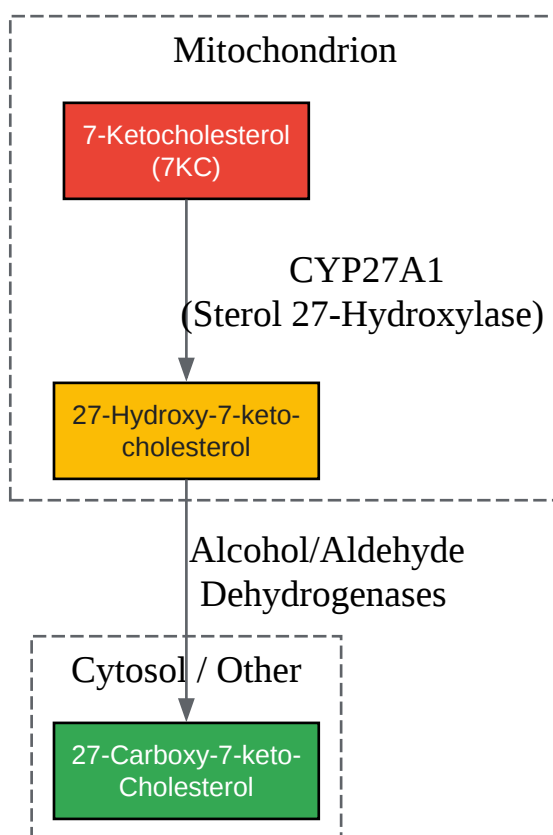 Mitochondrion
7-Ketocholesterol
(7KC)
CYP27A1
(Sterol 27-Hydroxylase)
27-Hydroxy-7-keto-
cholesterol
Alcohol/Aldehyde
Dehydrogenases
Cytosol / Other
27-Carboxy-7-keto-
Cholesterol